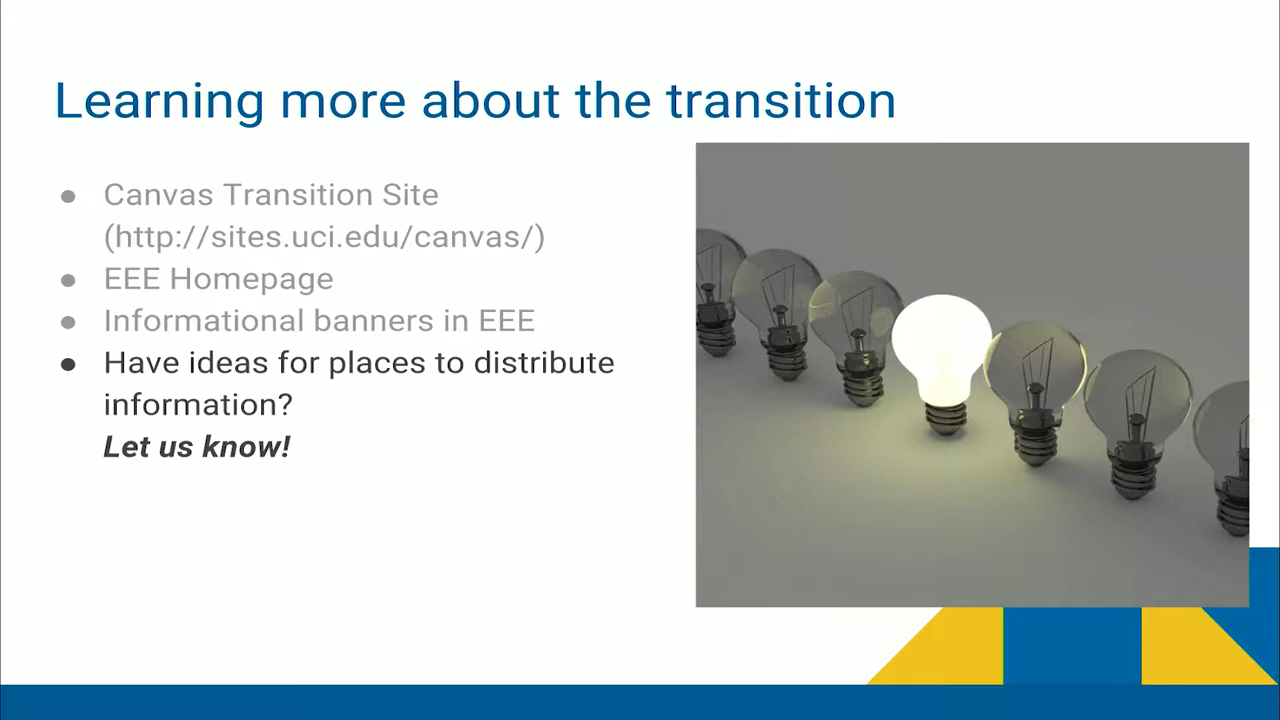 Learning more about the transition
● Canvas Transition Site
(http://sites.uci.edu/canvas/)
● EEE Homepage
● Informational banners in EEE
● Have ideas for places to distribute
information?
Let us know!